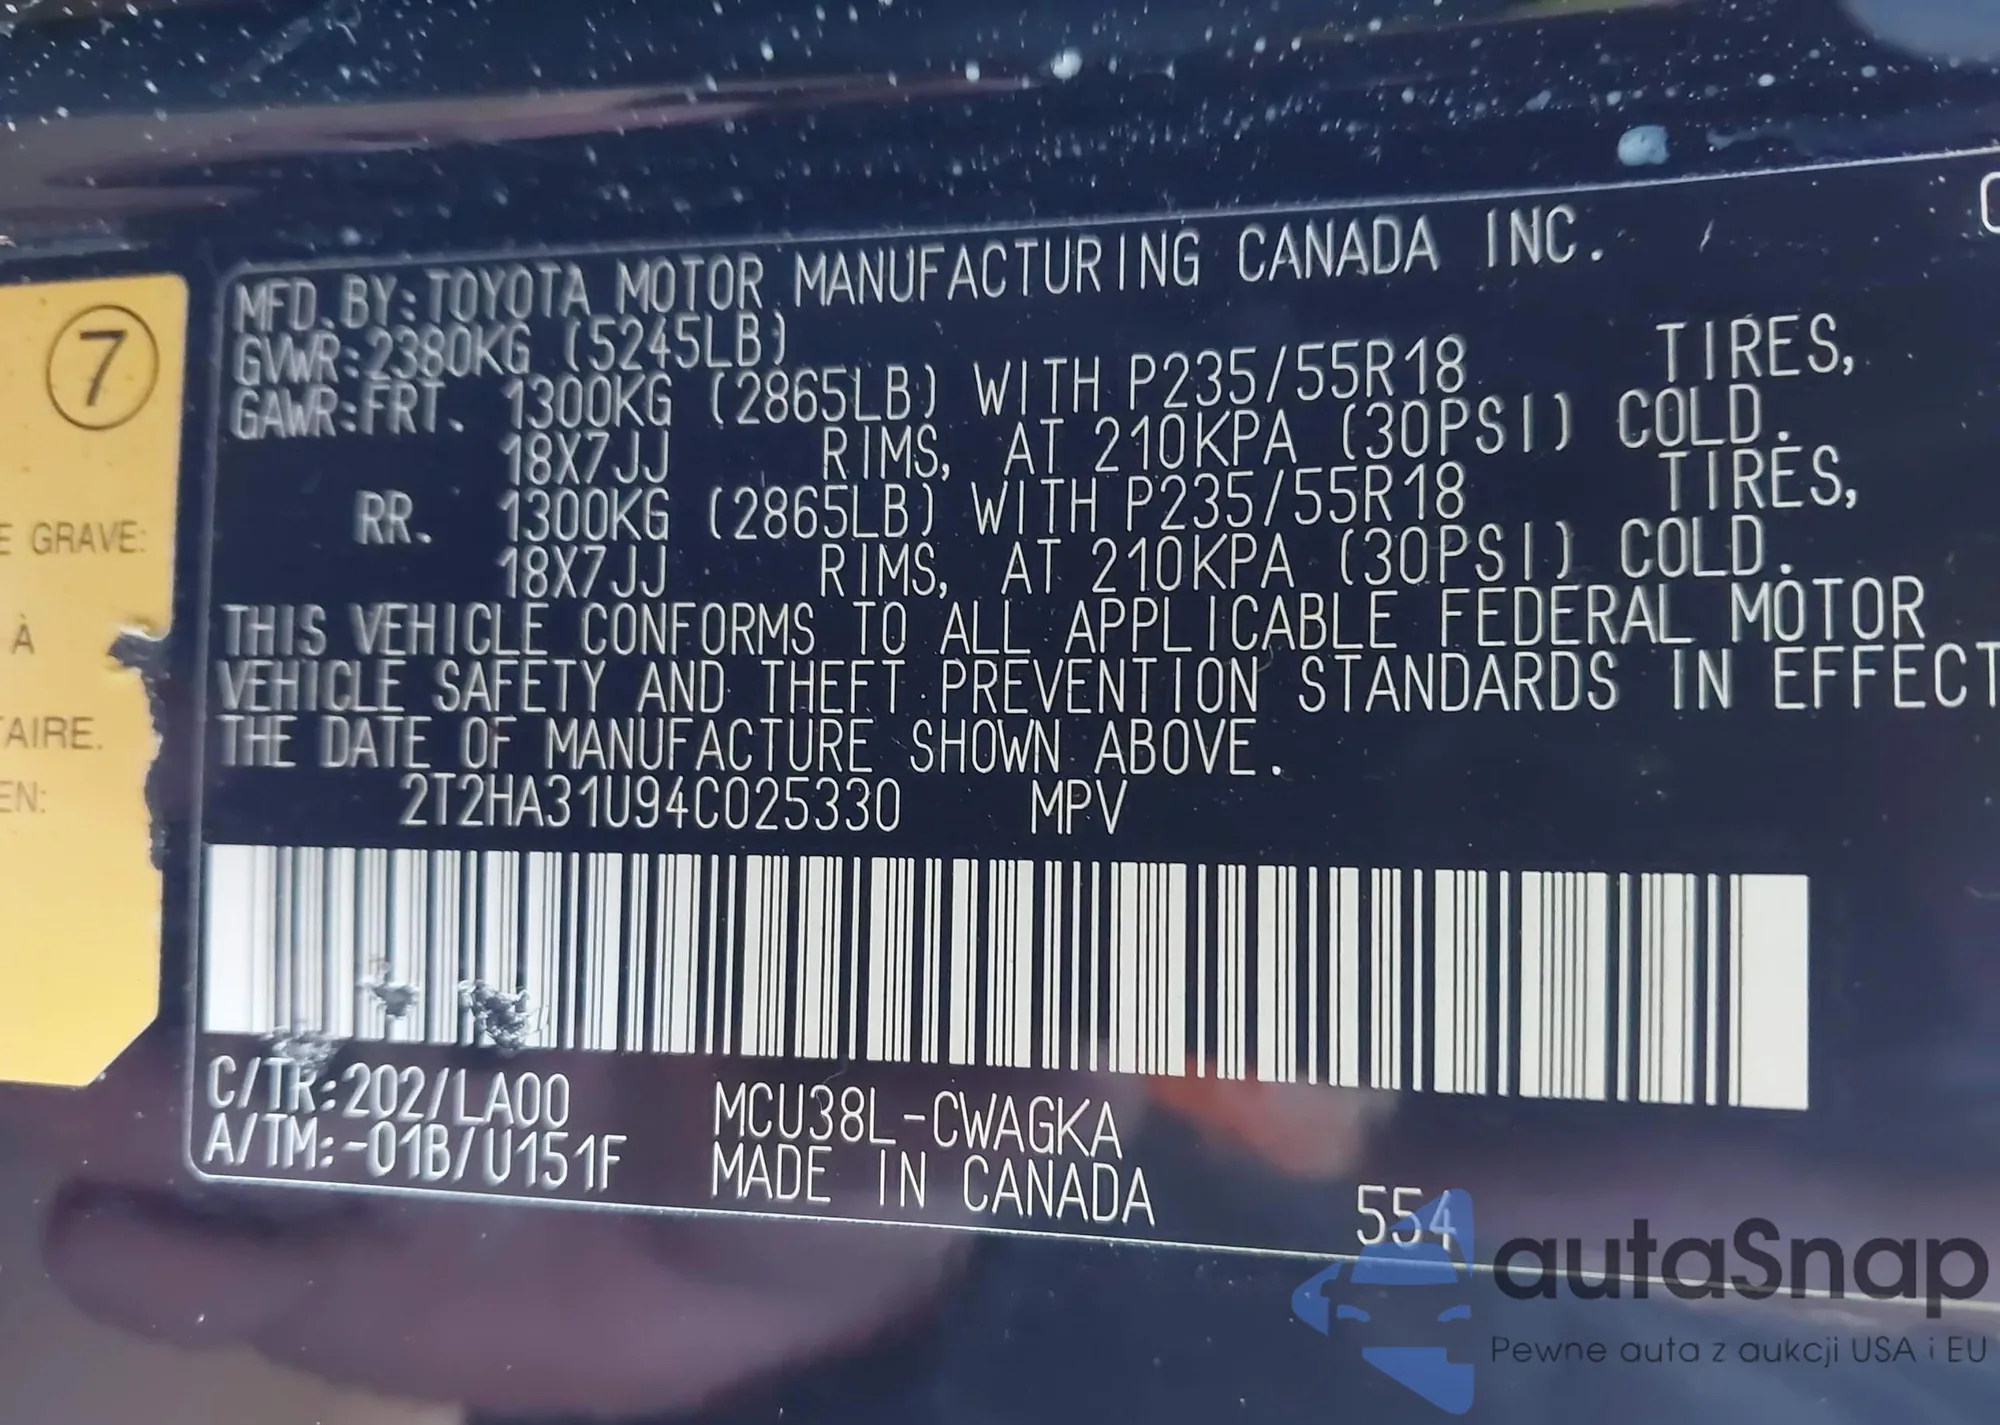 MFD. BY: TOYOTA MOTOR MANUFACTURING CANADA INC.
GVWR: 2380KG (5245LB)
GAWR: FRT. 1300KG (2865LB) WITH P235/55R18 TIRES,
18X7JJ RIMS, AT 210KPA (30PSI) COLD.
RR. 1300KG (2865LB) WITH P235/55R18 TIRES,
18X7JJ RIMS, AT 210KPA (30PSI) COLD.
THIS VEHICLE CONFORMS TO ALL APPLICABLE FEDERAL MOTOR
VEHICLE SAFETY AND THEFT PREVENTION STANDARDS IN EFFECT
THE DATE OF MANUFACTURE SHOWN ABOVE.
2T2HA31U94C025330 MPV
C/TR: 202/LA00 MCU38L-CWAGKA
A/TM: -01B/U151F MADE IN CANADA
554
7
E GRAVE:
À
AIRE.
EN:
autaSnap
Pewne auta z aukcji USA i EU